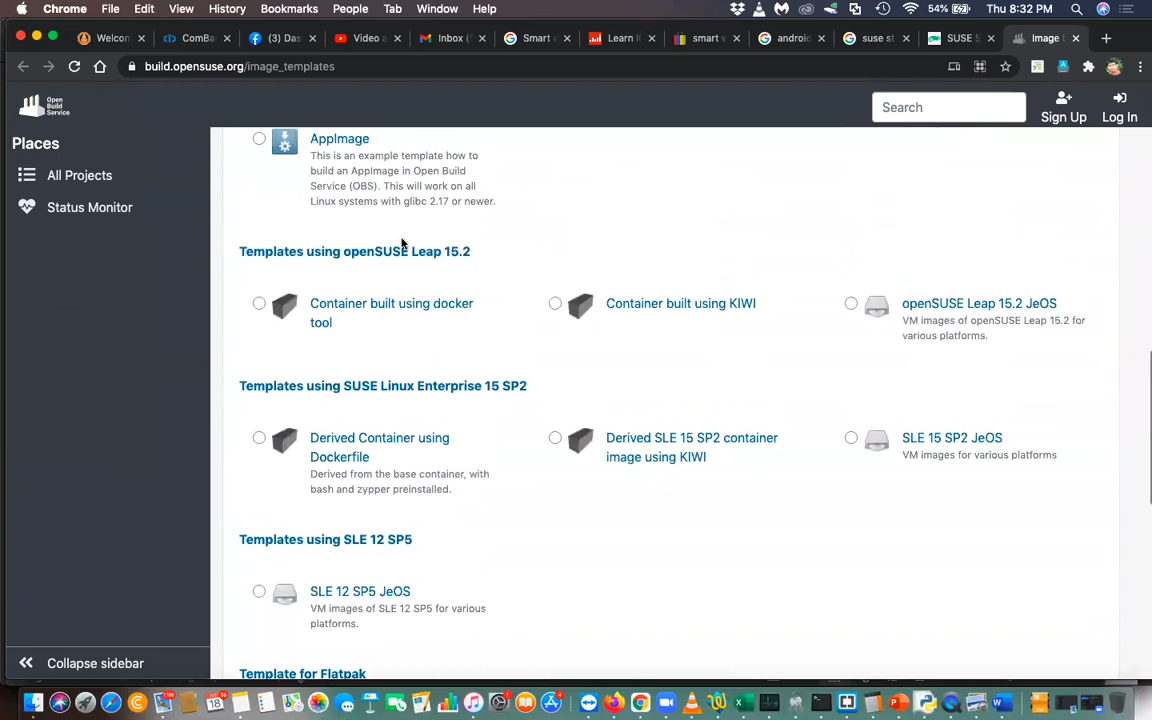 Chrome File Edit View History Bookmarks People Tab Window Help 54% Thu 8:32 PM
Welcom ComBa (3) Das Video a Inbox ( Smart w Learn I smart w android suse st SUSE S Image t
build.opensuse.org/image_templates
Open Build Service
Search
Sign Up Log In
Places
All Projects
Status Monitor
AppImage
This is an example template how to
build an AppImage in Open Build
Service (OBS). This will work on all
Linux systems with glibc 2.17 or newer.
Templates using openSUSE Leap 15.2
Container built using docker
tool
Container built using KIWI
openSUSE Leap 15.2 JeOS
VM images of openSUSE Leap 15.2 for
various platforms.
Templates using SUSE Linux Enterprise 15 SP2
Derived Container using
Dockerfile
Derived from the base container, with
bash and zypper preinstalled.
Derived SLE 15 SP2 container
image using KIWI
SLE 15 SP2 JeOS
VM images for various platforms
Templates using SLE 12 SP5
SLE 12 SP5 JeOS
VM images of SLE 12 SP5 for various
platforms.
Template for Flatpak
Collapse sidebar